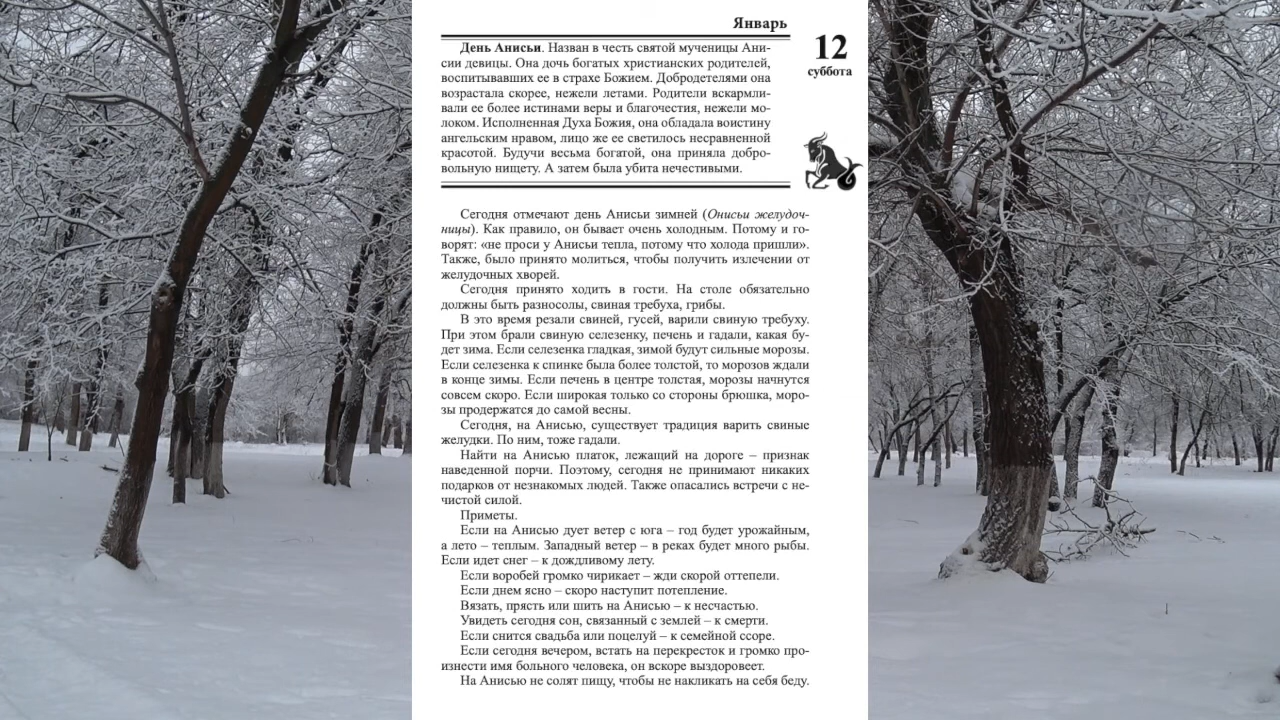 Январь
12
суббота
День Анисьи. Назван в честь святой мученицы Ани-
сии девицы. Она дочь богатых христианских родителей,
воспитывавших ее в страхе Божием. Добродетелями она
возрастала скорее, нежели летами. Родители вскармли-
вали ее более истинами веры и благочестия, нежели мо-
локом. Исполненная Духа Божия, она обладала воистину
ангельским нравом, лицо же ее светилось несравненной
красотой. Будучи весьма богатой, она приняла добро-
вольную нищету. А затем была убита нечестивыми.
Сегодня отмечают день Анисьи зимней (Онисьи желудоч-
ницы). Как правило, он бывает очень холодным. Потому и го-
ворят: «не проси у Анисьи тепла, потому что холода пришли».
Также, было принято молиться, чтобы получить излечении от
желудочных хворей.
Сегодня принято ходить в гости. На столе обязательно
должны быть разносолы, свиная требуха, грибы.
В это время резали свиней, гусей, варили свиную требуху.
При этом брали свиную селезенку, печень и гадали, какая бу-
дет зима. Если селезенка гладкая, зимой будут сильные морозы.
Если селезенка к спинке была более толстой, то морозов ждали
в конце зимы. Если печень в центре толстая, морозы начнутся
совсем скоро. Если широкая только со стороны брюшка, моро-
зы продержатся до самой весны.
Сегодня, на Анисью, существует традиция варить свиные
желудки. По ним, тоже гадали.
Найти на Анисью платок, лежащий на дороге – признак
наведенной порчи. Поэтому, сегодня не принимают никаких
подарков от незнакомых людей. Также опасались встречи с не-
чистой силой.
Приметы.
Если на Анисью дует ветер с юга – год будет урожайным,
а лето – теплым. Западный ветер – в реках будет много рыбы.
Если идет снег – к дождливому лету.
Если воробей громко чирикает – жди скорой оттепели.
Если днем ясно – скоро наступит потепление.
Вязать, прясть или шить на Анисью – к несчастью.
Увидеть сегодня сон, связанный с землей – к смерти.
Если снится свадьба или поцелуй – к семейной ссоре.
Если сегодня вечером, встать на перекресток и громко про-
изнести имя больного человека, он вскоре выздоровеет.
На Анисью не солят пищу, чтобы не накликать на себя беду.